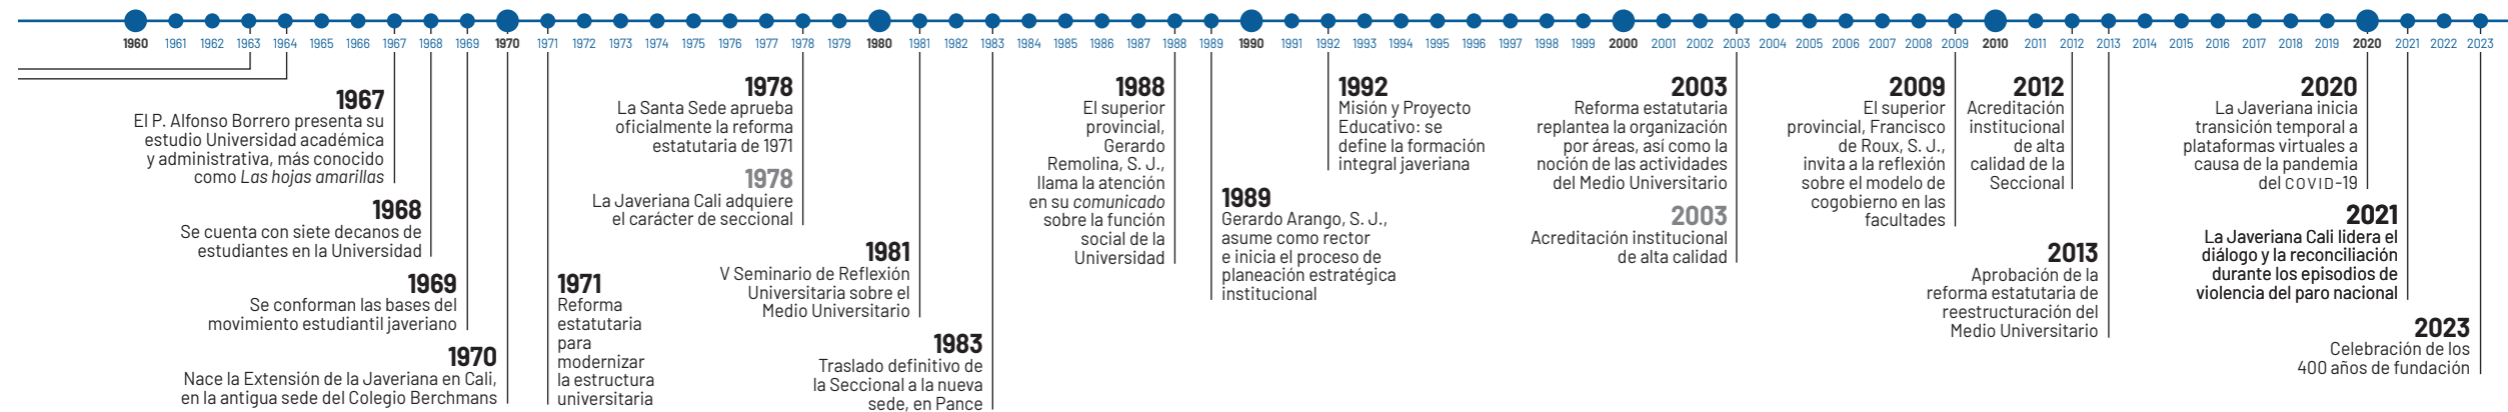 1960 1961 1962 1963 1964 1965 1966 1967 1968 1969 1970 1971 1972 1973 1974 1975 1976 1977 1978 1979 1980 1981 1982 1983 1984 1985 1986 1987 1988 1989 1990 1991 1992 1993 1994 1995 1996 1997 1998 1999 2000 2001 2002 2003 2004 2005 2006 2007 2008 2009 2010 2011 2012 2013 2014 2015 2016 2017 2018 2019 2020 2021 2022 2023
1967
El P. Alfonso Borrero presenta su
estudio Universidad académica
y administrativa, más conocido
como Las hojas amarillas
1968
Se cuenta con siete decanos de
estudiantes en la Universidad
1969
Se conforman las bases del
movimiento estudiantil javeriano
1970
Nace la Extensión de la Javeriana en Cali,
en la antigua sede del Colegio Berchmans
1971
Reforma
estatutaria
para
modernizar
la estructura
universitaria
1978
La Santa Sede aprueba
oficialmente la reforma
estatutaria de 1971
1978
La Javeriana Cali adquiere
el carácter de seccional
1981
V Seminario de Reflexión
Universitaria sobre el
Medio Universitario
1983
Traslado definitivo de
la Seccional a la nueva
sede, en Pance
1988
El superior
provincial,
Gerardo
Remolina, S. J.,
llama la atención
en su comunicado
sobre la función
social de la
Universidad
1989
Gerardo Arango, S. J.,
asume como rector
e inicia el proceso de
planeación estratégica
institucional
1992
Misión y Proyecto
Educativo: se
define la formación
integral javeriana
2003
Reforma estatutaria
replantea la organización
por áreas, así como la
noción de las actividades
del Medio Universitario
2003
Acreditación institucional
de alta calidad
2009
El superior
provincial, Francisco
de Roux, S. J.,
invita a la reflexión
sobre el modelo de
cogobierno en las
facultades
2012
Acreditación
institucional
de alta
calidad de la
Seccional
2013
Aprobación de la
reforma estatutaria de
reestructuración del
Medio Universitario
2020
La Javeriana inicia
transición temporal a
plataformas virtuales a
causa de la pandemia
del COVID-19
2021
La Javeriana Cali lidera el
diálogo y la reconciliación
durante los episodios de
violencia del paro nacional
2023
Celebración de los
400 años de fundación